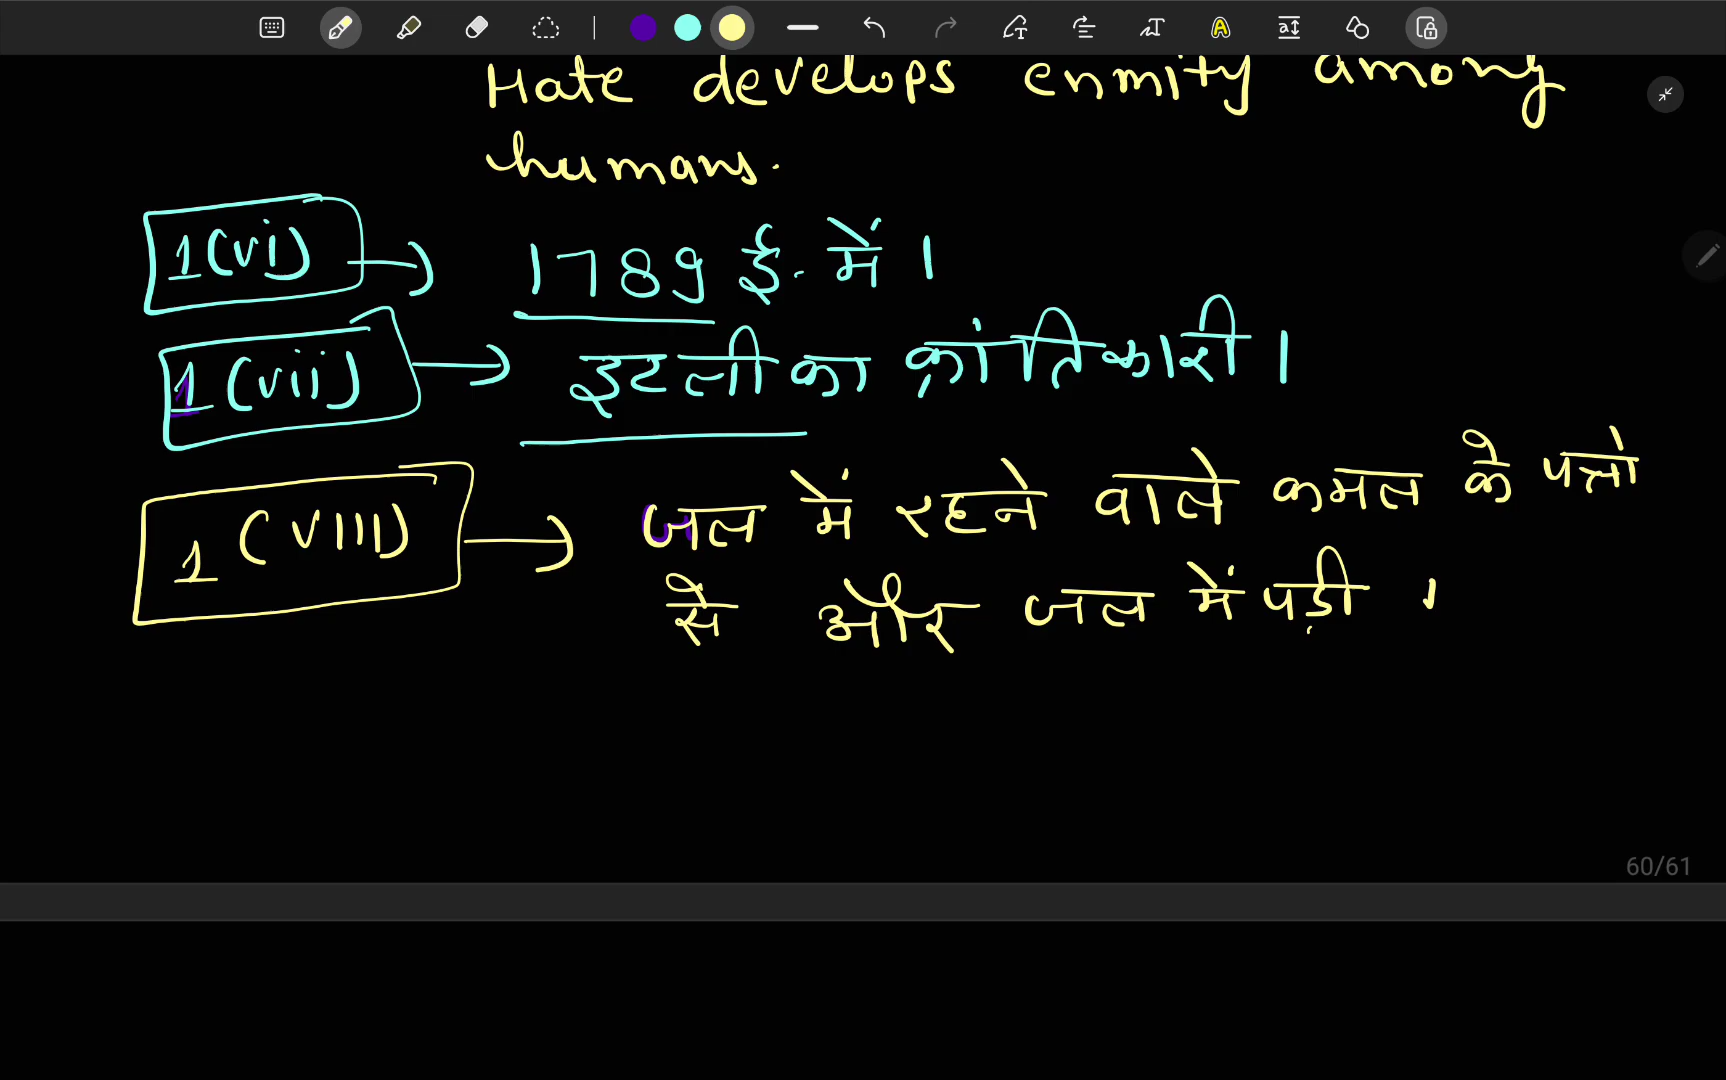 Hate develops enmity among
humans.
1(vi) → 1789 ई. में ।
1(vii) → इटली का क्रांतिकारी ।
1(VIII) → जल में रहने वाले कमल के पत्तो
से और जल में पड़ी ।
60/61